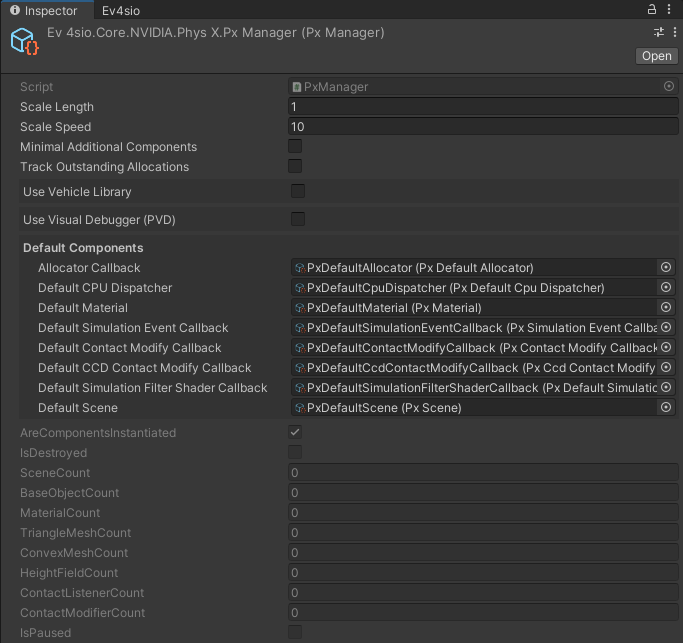 Inspector Ev4sio
Ev 4sio.Core.NVIDIA.Phys X.Px Manager (Px Manager)
Open
Script PxManager
Scale Length 1
Scale Speed 10
Minimal Additional Components
Track Outstanding Allocations
Use Vehicle Library
Use Visual Debugger (PVD)
Default Components
Allocator Callback PxDefaultAllocator (Px Default Allocator)
Default CPU Dispatcher PxDefaultCpuDispatcher (Px Default Cpu Dispatcher)
Default Material PxDefaultMaterial (Px Material)
Default Simulation Event Callback PxDefaultSimulationEventCallback (Px Simulation Event Callba
Default Contact Modify Callback PxDefaultContactModifyCallback (Px Contact Modify Callback
Default CCD Contact Modify Callback PxDefaultCcdContactModifyCallback (Px Ccd Contact Modify
Default Simulation Filter Shader Callback PxDefaultSimulationFilterShaderCallback (Px Default Simulatio
Default Scene PxDefaultScene (Px Scene)
AreComponentsInstantiated
IsDestroyed
SceneCount 0
BaseObjectCount 0
MaterialCount 0
TriangleMeshCount 0
ConvexMeshCount 0
HeightFieldCount 0
ContactListenerCount 0
ContactModifierCount 0
IsPaused